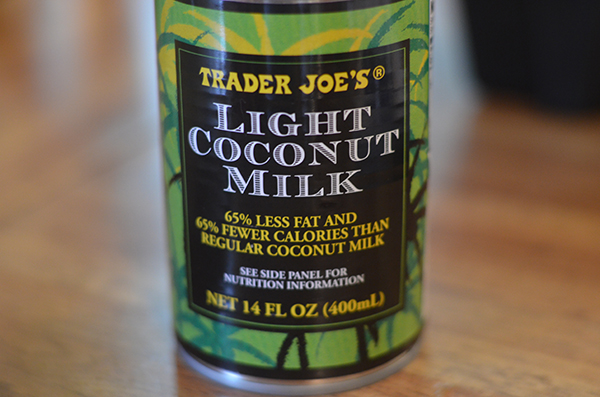 TRADER JOE'S®
LIGHT
COCONUT
MILK
65% LESS FAT AND
65% FEWER CALORIES THAN
REGULAR COCONUT MILK
SEE SIDE PANEL FOR
NUTRITION INFORMATION
NET 14 FL OZ (400mL)